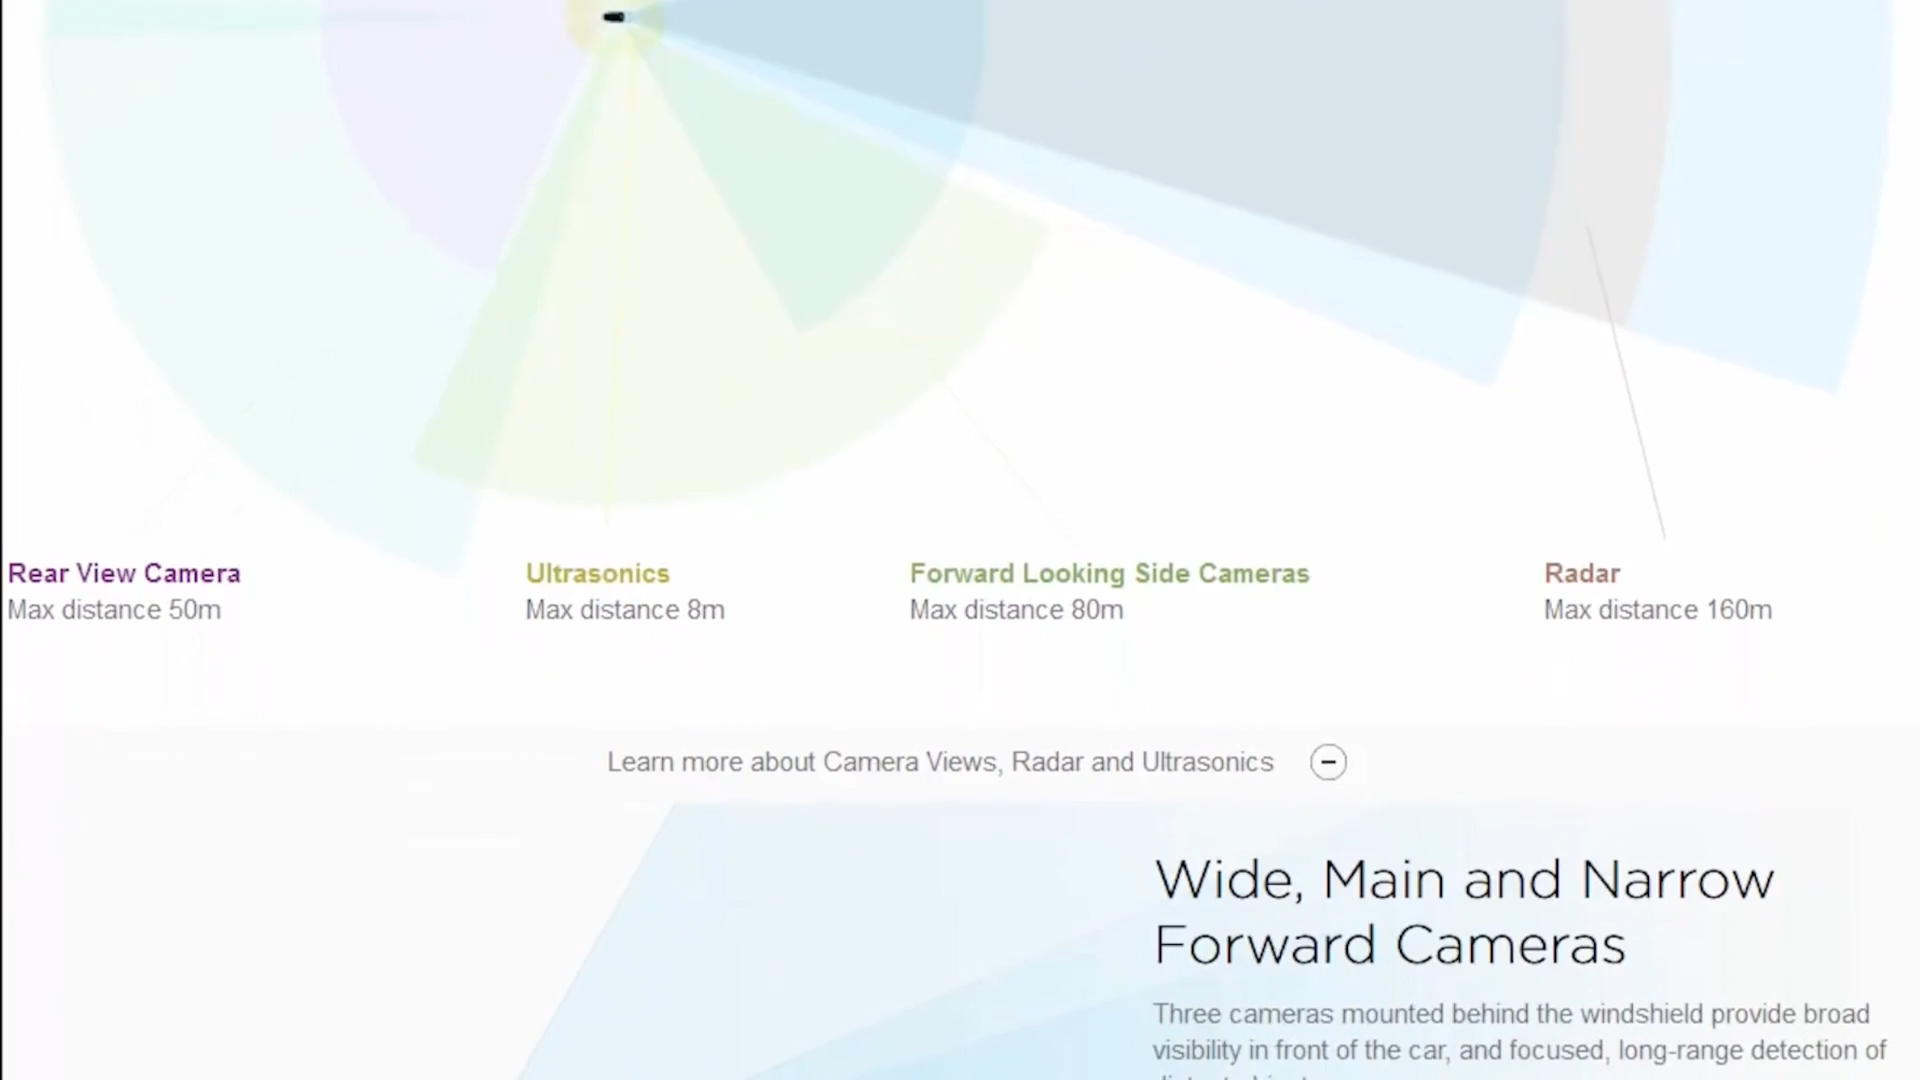 Rear View Camera
Max distance 50m
Ultrasonics
Max distance 8m
Forward Looking Side Cameras
Max distance 80m
Radar
Max distance 160m
Learn more about Camera Views, Radar and Ultrasonics
Wide, Main and Narrow
Forward Cameras
Three cameras mounted behind the windshield provide broad
visibility in front of the car, and focused, long-range detection of